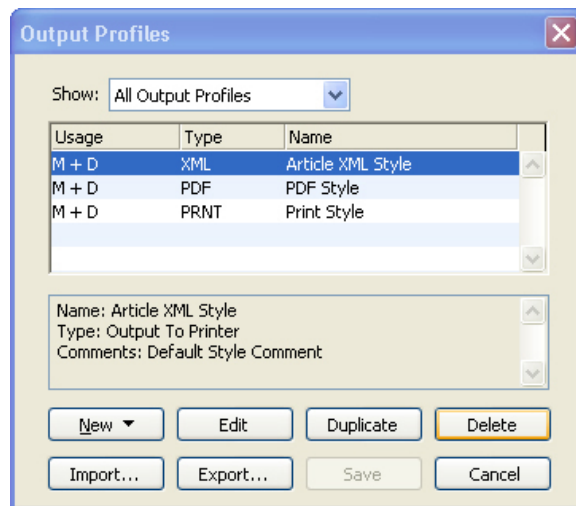 Output Profiles
Show: All Output Profiles
Usage Type Name
M + D XML Article XML Style
M + D PDF PDF Style
M + D PRNT Print Style
Name: Article XML Style
Type: Output To Printer
Comments: Default Style Comment
New Edit Duplicate Delete
Import... Export... Save Cancel